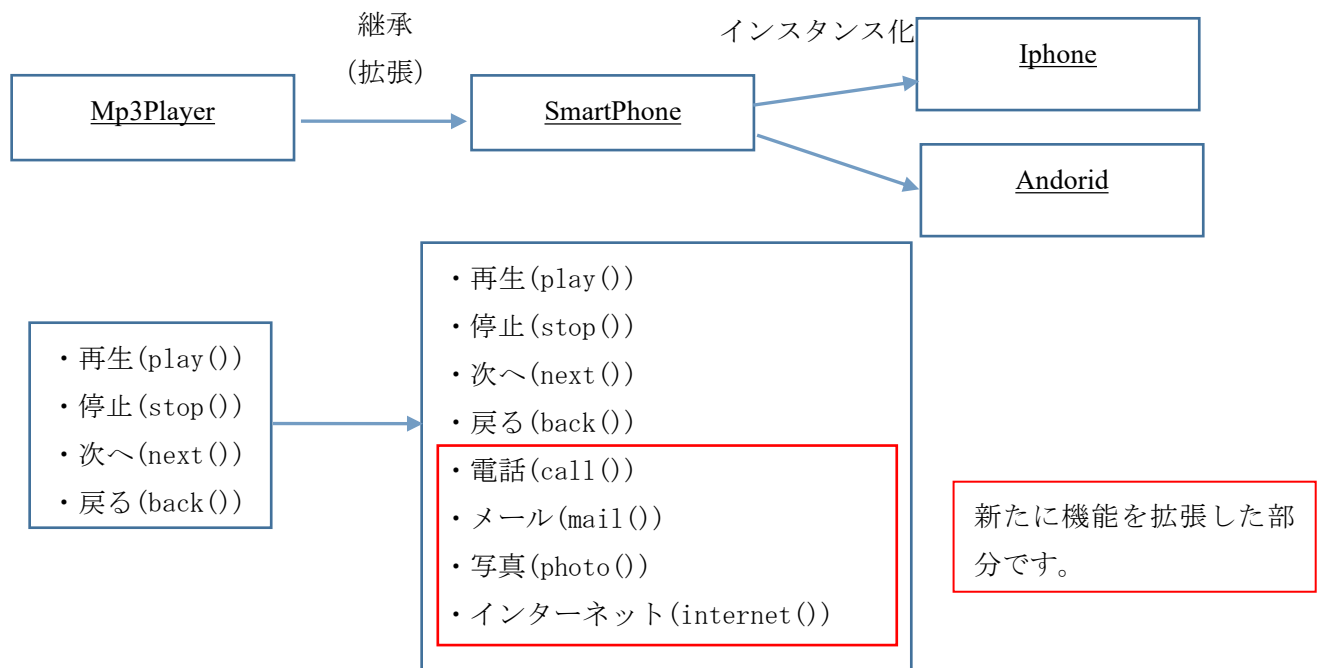 継承
(拡張)
インスタンス化
Iphone
Mp3Player
SmartPhone
Andorid
・再生(play())
・停止(stop())
・次へ(next())
・戻る(back())
・再生(play())
・停止(stop())
・次へ(next())
・戻る(back())
・電話(call())
・メール(mail())
・写真(photo())
・インターネット(internet())
新たに機能を拡張した部
分です。